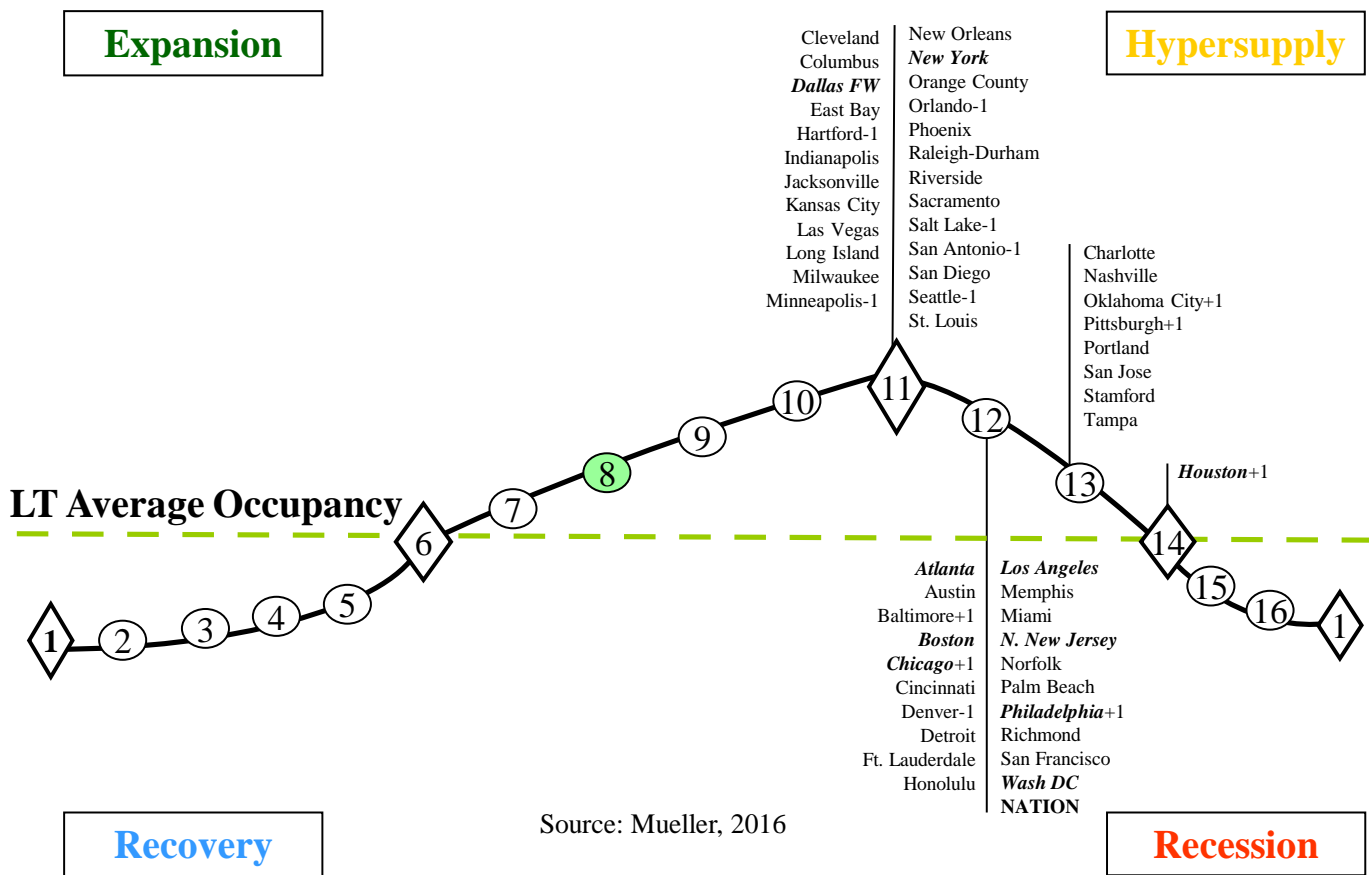 Expansion
Hypersupply
Cleveland
Columbus
Dallas FW
East Bay
Hartford-1
Indianapolis
Jacksonville
Kansas City
Las Vegas
Long Island
Milwaukee
Minneapolis-1
New Orleans
New York
Orange County
Orlando-1
Phoenix
Raleigh-Durham
Riverside
Sacramento
Salt Lake-1
San Antonio-1
San Diego
Seattle-1
St. Louis
Charlotte
Nashville
Oklahoma City+1
Pittsburgh+1
Portland
San Jose
Stamford
Tampa
Houston+1
LT Average Occupancy
1
2
3
4
5
6
7
8
9
10
11
12
13
14
15
16
1
Atlanta
Austin
Baltimore+1
Boston
Chicago+1
Cincinnati
Denver-1
Detroit
Ft. Lauderdale
Honolulu
Los Angeles
Memphis
Miami
N. New Jersey
Norfolk
Palm Beach
Philadelphia+1
Richmond
San Francisco
Wash DC
NATION
Source: Mueller, 2016
Recovery
Recession